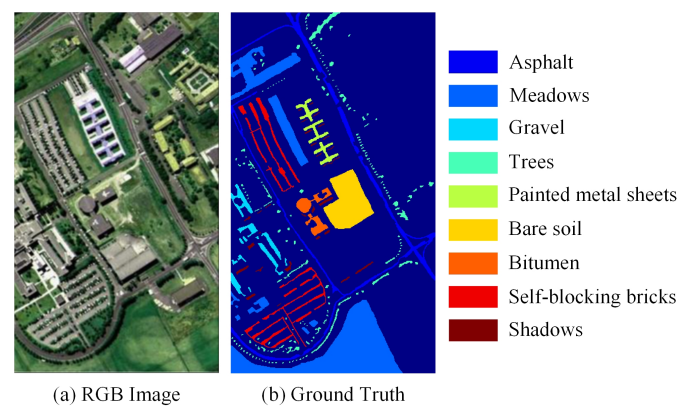 Asphalt
Meadows
Gravel
Trees
Painted metal sheets
Bare soil
Bitumen
Self-blocking bricks
Shadows
(a) RGB Image
(b) Ground Truth